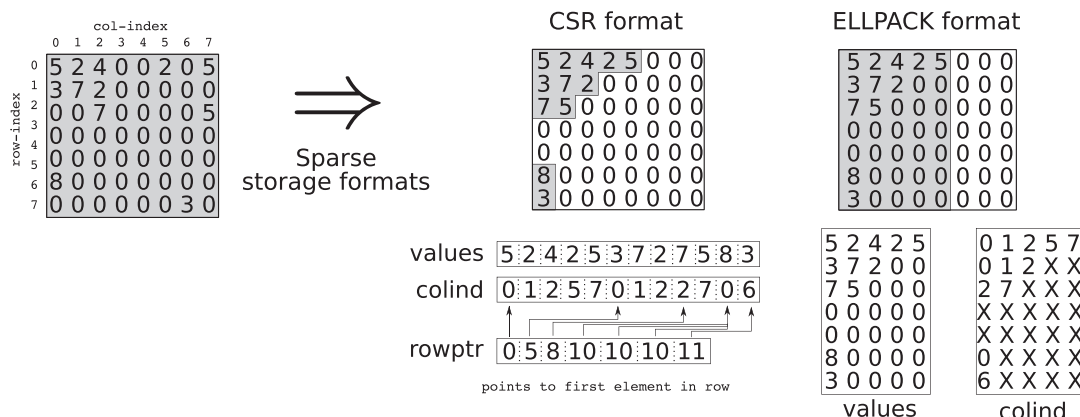 col-index
0 1 2 3 4 5 6 7
row-index
0
1
2
3
4
5
6
7
5 2 4 0 0 2 0 5
3 7 2 0 0 0 0 0
0 0 7 0 0 0 0 5
0 0 0 0 0 0 0 0
0 0 0 0 0 0 0 0
8 0 0 0 0 0 0 0
0 0 0 0 0 0 3 0
Sparse
storage formats
CSR format
5 2 4 2 5 0 0 0
3 7 2 0 0 0 0 0
7 5 0 0 0 0 0 0
0 0 0 0 0 0 0 0
0 0 0 0 0 0 0 0
8 0 0 0 0 0 0 0
3 0 0 0 0 0 0 0
values 5 2 4 2 5 3 7 2 7 5 8 3
colind 0 1 2 5 7 0 1 2 2 7 0 6
rowptr 0 5 8 10 10 10 11
points to first element in row
ELLPACK format
5 2 4 2 5 0 0 0
3 7 2 0 0 0 0 0
7 5 0 0 0 0 0 0
0 0 0 0 0 0 0 0
0 0 0 0 0 0 0 0
8 0 0 0 0 0 0 0
3 0 0 0 0 0 0 0
5 2 4 2 5
3 7 2 0 0
7 5 0 0 0
0 0 0 0 0
0 0 0 0 0
8 0 0 0 0
3 0 0 0 0
values
0 1 2 5 7
0 1 2 X X
2 7 X X X
X X X X X
X X X X X
0 X X X X
6 X X X X
colind